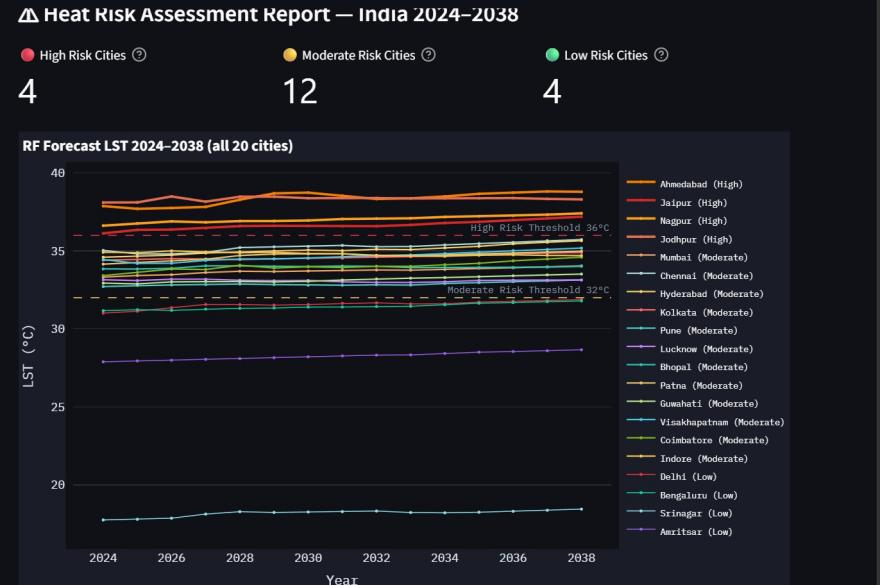 ⚠ Heat Risk Assessment Report — India 2024–2038
High Risk Cities ?
Moderate Risk Cities ?
Low Risk Cities ?
4
12
4
RF Forecast LST 2024–2038 (all 20 cities)
40
35
30
25
20
LST (°C)
High Risk Threshold 36°C
Moderate Risk Threshold 32°C
2024
2026
2028
2030
2032
2034
2036
2038
Year
Ahmedabad (High)
Jaipur (High)
Nagpur (High)
Jodhpur (High)
Mumbai (Moderate)
Chennai (Moderate)
Hyderabad (Moderate)
Kolkata (Moderate)
Pune (Moderate)
Lucknow (Moderate)
Bhopal (Moderate)
Patna (Moderate)
Guwahati (Moderate)
Visakhapatnam (Moderate)
Coimbatore (Moderate)
Indore (Moderate)
Delhi (Low)
Bengaluru (Low)
Srinagar (Low)
Amritsar (Low)